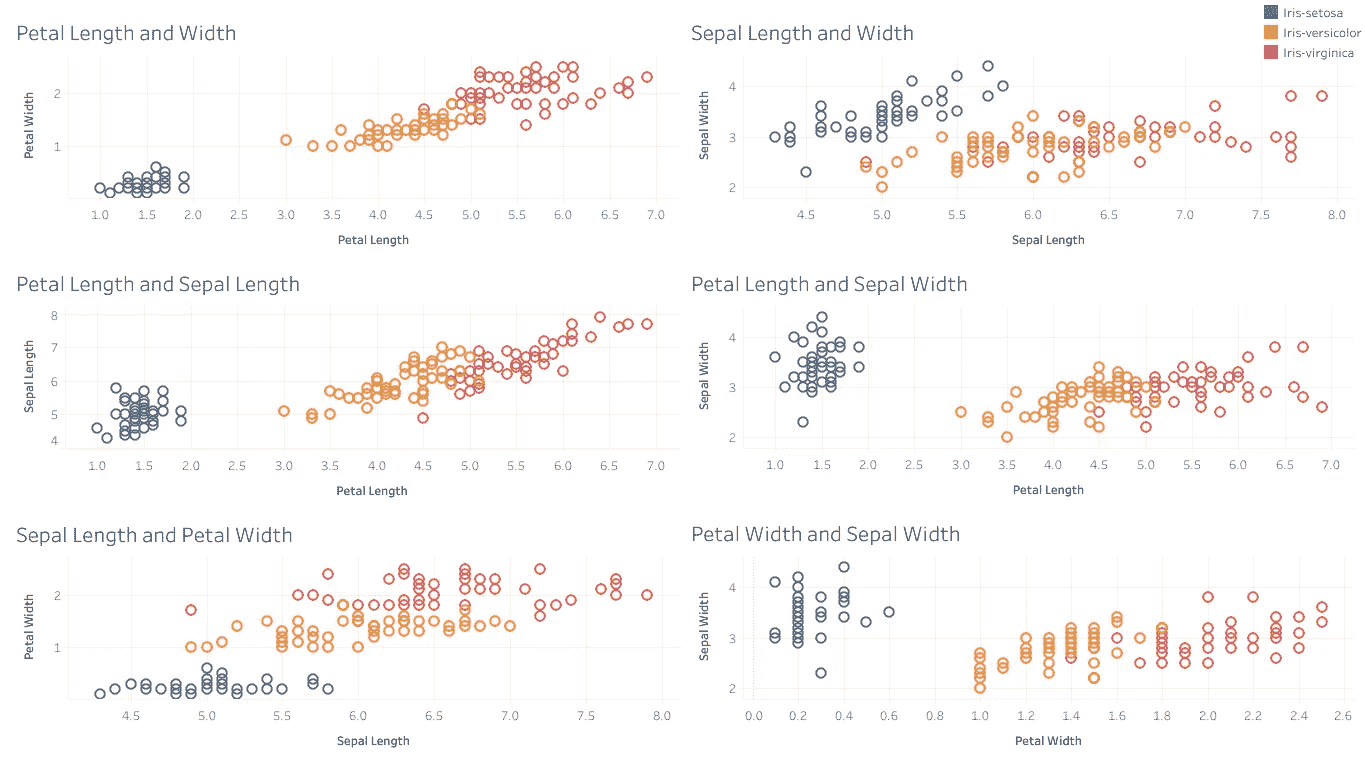 Iris-setosa
Iris-versicolor
Iris-virginica
Petal Length and Width
Petal Width
2
1
1.0 1.5 2.0 2.5 3.0 3.5 4.0 4.5 5.0 5.5 6.0 6.5 7.0
Petal Length
Sepal Length and Width
Sepal Width
4
3
2
4.5 5.0 5.5 6.0 6.5 7.0 7.5 8.0
Sepal Length
Petal Length and Sepal Length
Sepal Length
8
7
6
5
4
1.0 1.5 2.0 2.5 3.0 3.5 4.0 4.5 5.0 5.5 6.0 6.5 7.0
Petal Length
Petal Length and Sepal Width
Sepal Width
4
3
2
1.0 1.5 2.0 2.5 3.0 3.5 4.0 4.5 5.0 5.5 6.0 6.5 7.0
Petal Length
Sepal Length and Petal Width
Petal Width
2
1
4.5 5.0 5.5 6.0 6.5 7.0 7.5 8.0
Sepal Length
Petal Width and Sepal Width
Sepal Width
4
3
2
0.0 0.2 0.4 0.6 0.8 1.0 1.2 1.4 1.6 1.8 2.0 2.2 2.4 2.6
Petal Width